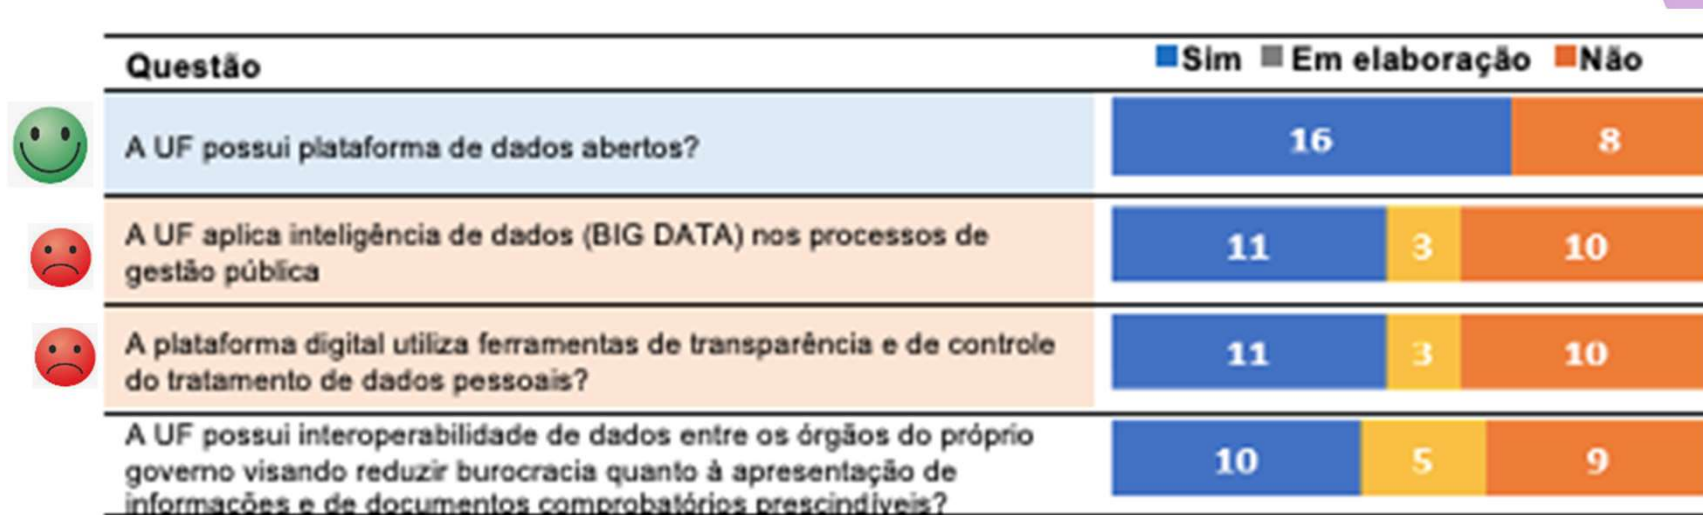 Questão
Sim Em elaboração Não
A UF possui plataforma de dados abertos?
16 8
A UF aplica inteligência de dados (BIG DATA) nos processos de
gestão pública
11 3 10
A plataforma digital utiliza ferramentas de transparência e de controle
do tratamento de dados pessoais?
11 3 10
A UF possui interoperabilidade de dados entre os órgãos do próprio
governo visando reduzir burocracia quanto à apresentação de
informações e de documentos comprobatórios prescindíveis?
10 5 9